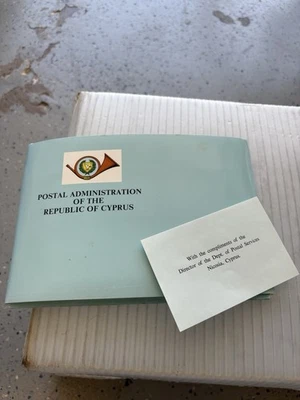 POSTAL ADMINISTRATION
OF THE
REPUBLIC OF CYPRUS
With the compliments of the
Director of the Dept. of Postal Services
Nicosia, Cyprus.